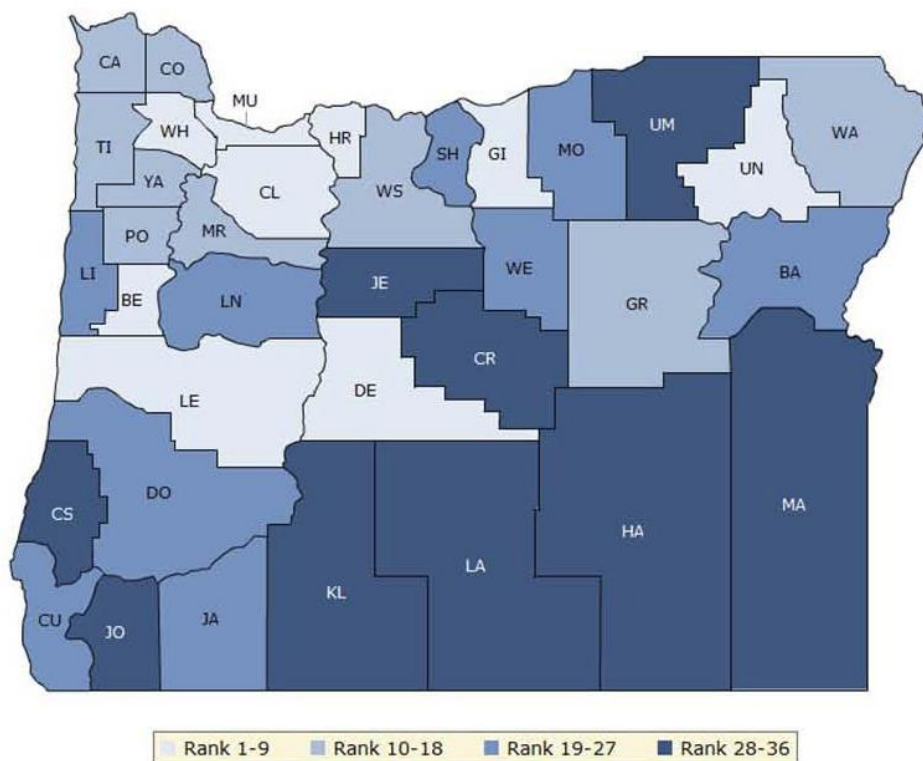 CA
CO
MU
WH
HR
TI
SH
GI
MO
UM
WA
YA
CL
WS
UN
PO
MR
LI
BE
LN
JE
WE
GR
BA
CR
LE
DE
DO
CS
MA
HA
LA
KL
CU
JO
JA
Rank 1-9 Rank 10-18 Rank 19-27 Rank 28-36